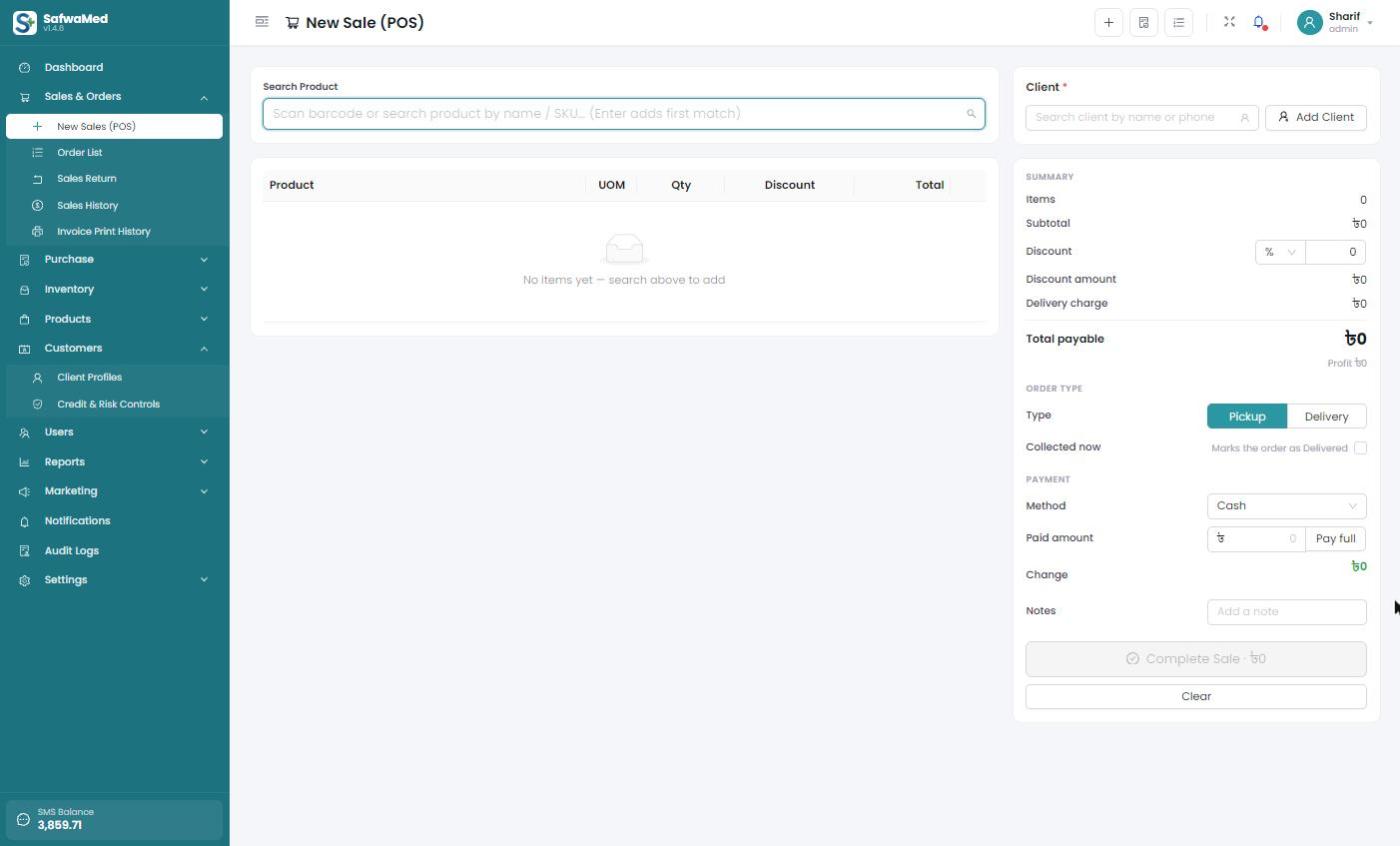 SafwaMed
v1.4.6
Dashboard
Sales & Orders
New Sales (POS)
Order List
Sales Return
Sales History
Invoice Print History
Purchase
Inventory
Products
Customers
Client Profiles
Credit & Risk Controls
Users
Reports
Marketing
Notifications
Audit Logs
Settings
SMS Balance
3,859.71
New Sale (POS)
Sharif
admin
Search Product
Scan barcode or search product by name / SKU... (Enter adds first match)
Product UOM Qty Discount Total
No items yet — search above to add
Client *
Search client by name or phone
Add Client
SUMMARY
Items 0
Subtotal ৳0
Discount % 0
Discount amount ৳0
Delivery charge ৳0
Total payable ৳0
Profit ৳0
ORDER TYPE
Type Pickup Delivery
Collected now Marks the order as Delivered
PAYMENT
Method Cash
Paid amount ৳ 0 Pay full
Change ৳0
Notes Add a note
Complete Sale · ৳0
Clear